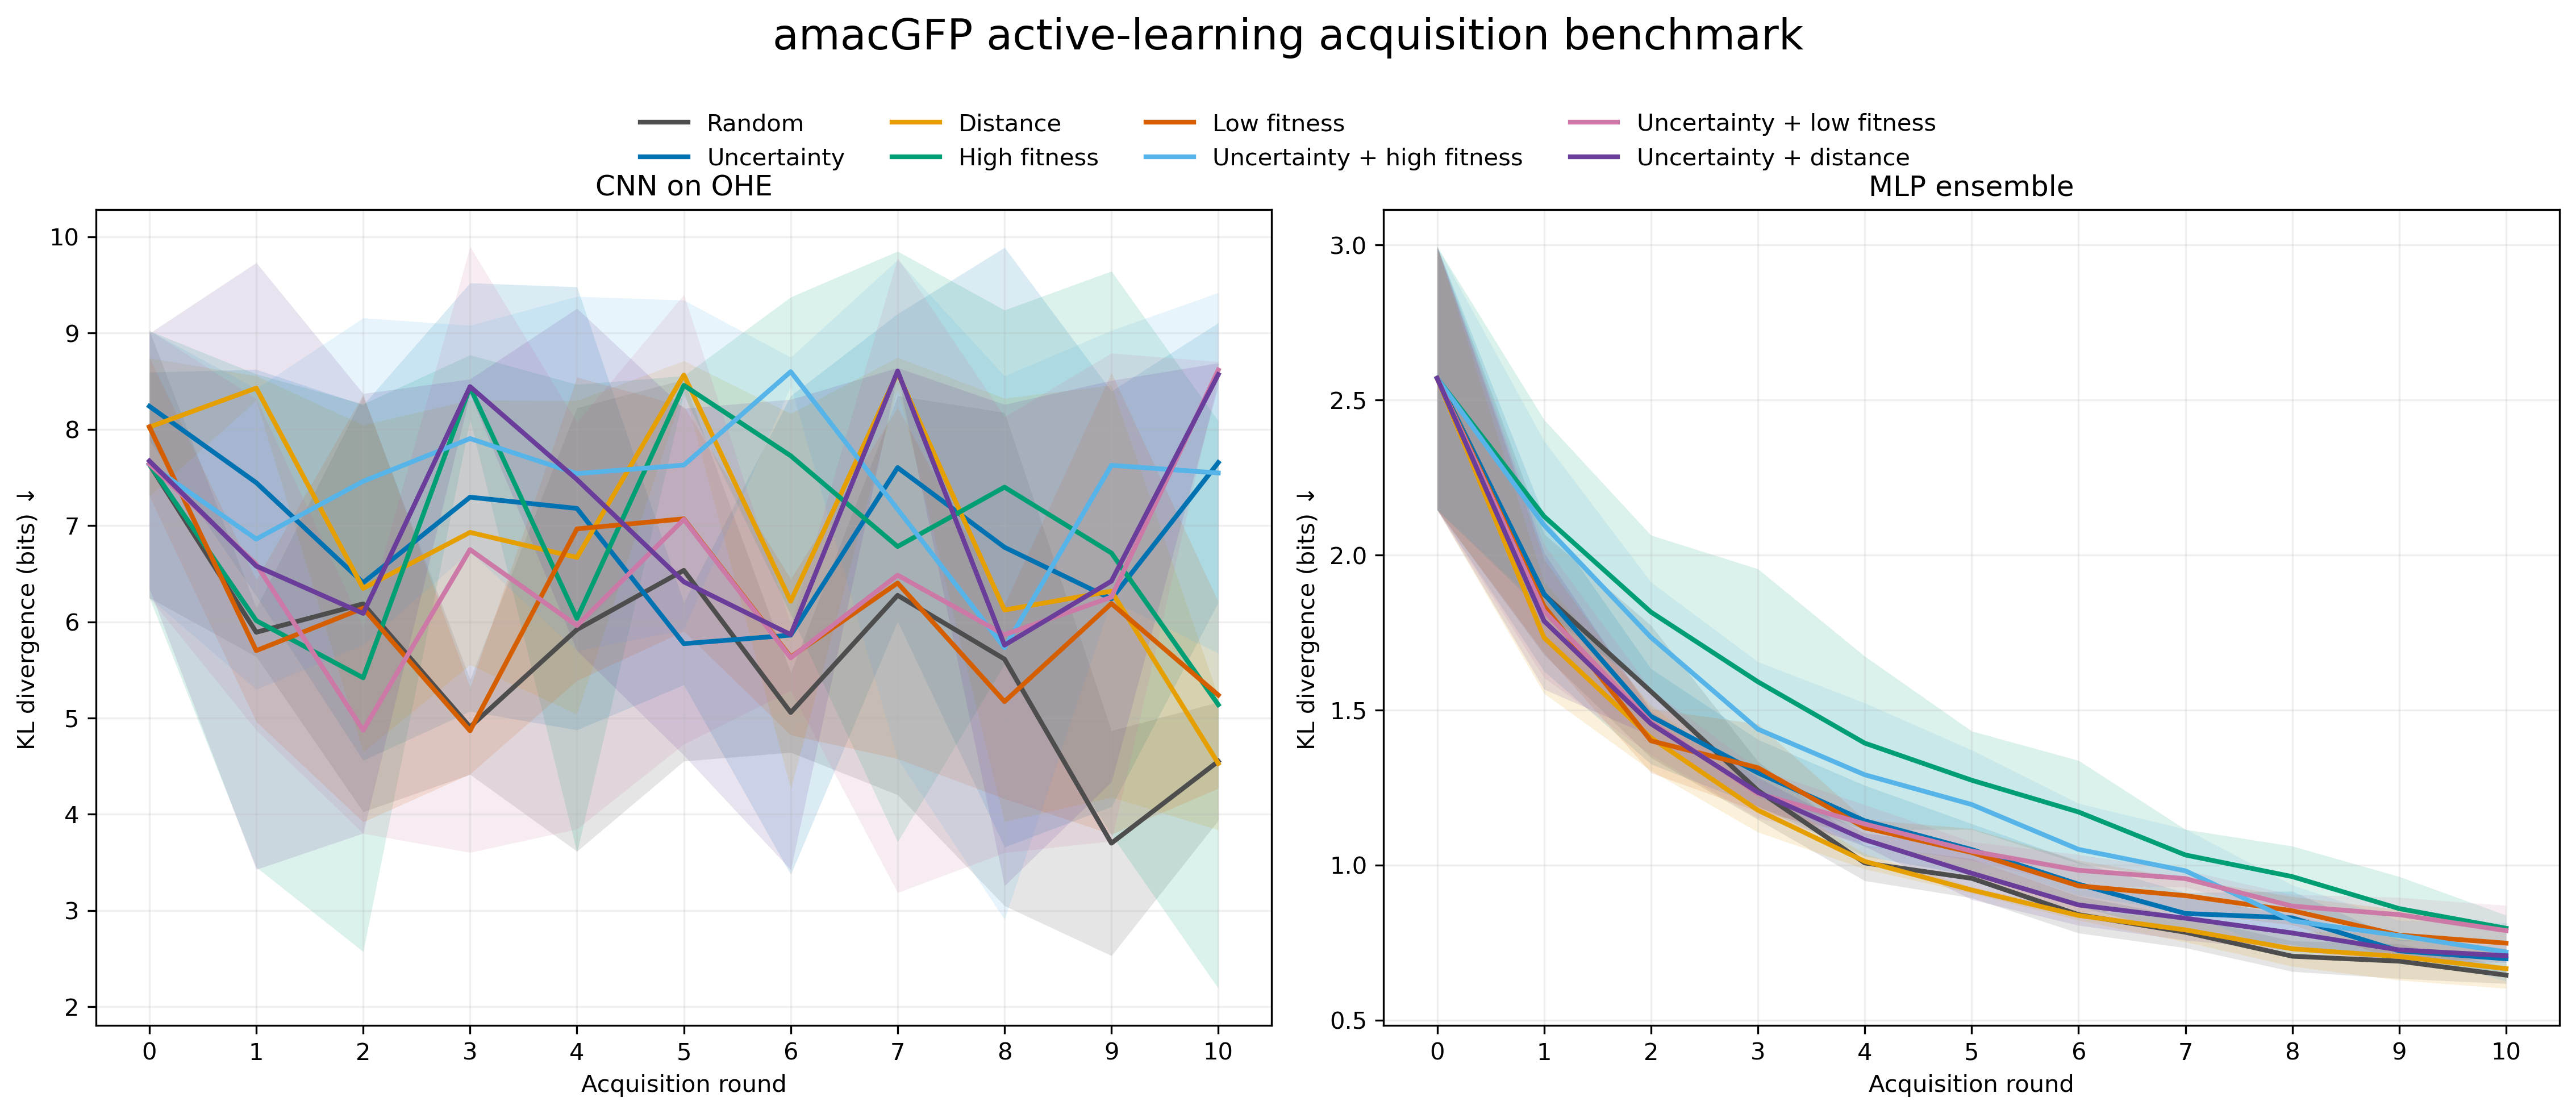 amacGFP active-learning acquisition benchmark
Random
Uncertainty
Distance
High fitness
Low fitness
Uncertainty + high fitness
Uncertainty + low fitness
Uncertainty + distance
CNN on OHE
KL divergence (bits) ↓
10
9
8
7
6
5
4
3
2
0 1 2 3 4 5 6 7 8 9 10
Acquisition round
MLP ensemble
KL divergence (bits) ↓
3.0
2.5
2.0
1.5
1.0
0.5
0 1 2 3 4 5 6 7 8 9 10
Acquisition round